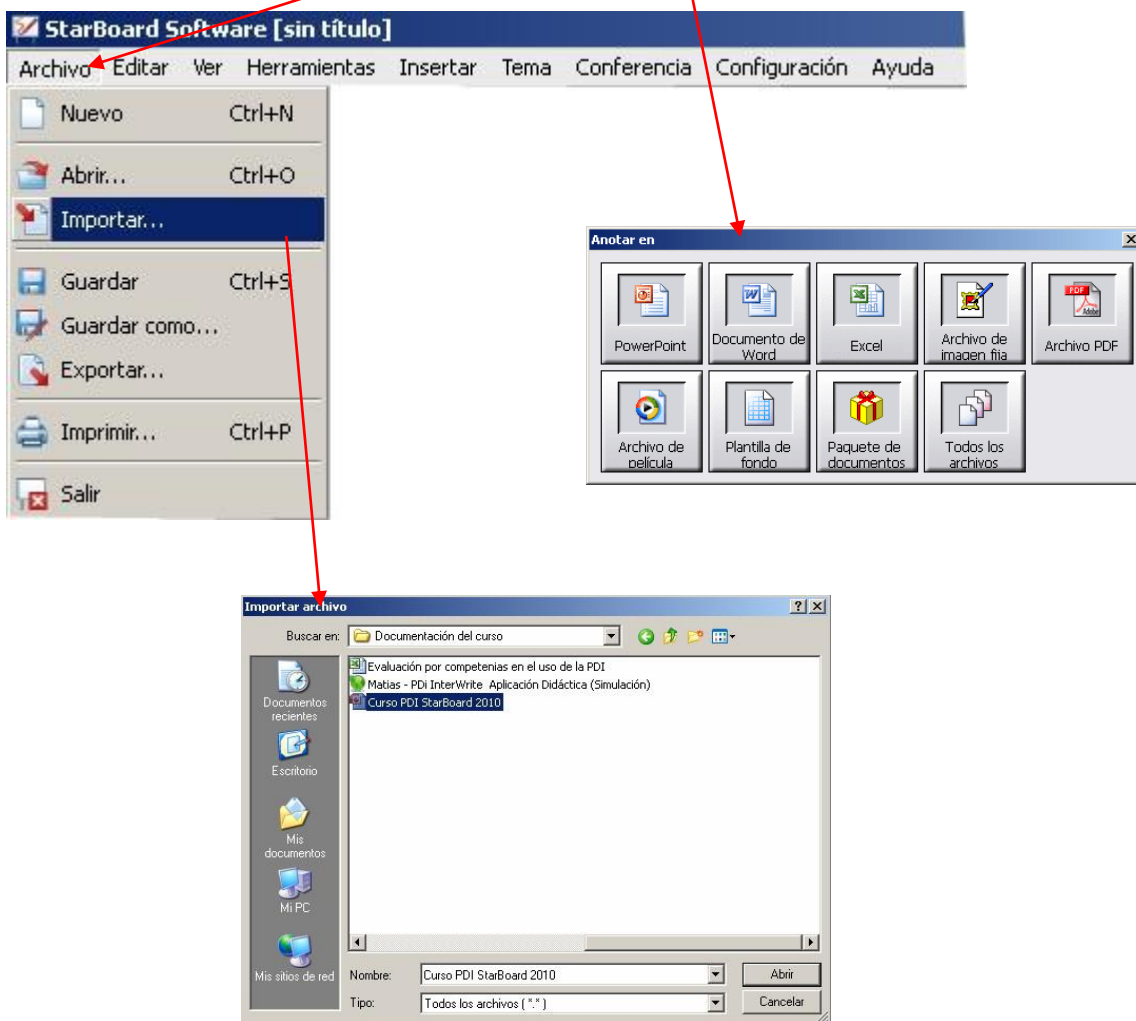 StarBoard Software [sin título]
Archivo Editar Ver Herramientas Insertar Tema Conferencia Configuración Ayuda
Nuevo Ctrl+N
Abrir... Ctrl+O
Importar...
Guardar Ctrl+S
Guardar como...
Exportar...
Imprimir... Ctrl+P
Salir
Anotar en
PowerPoint
Documento de
Word
Excel
Archivo de
imagen fija
Archivo PDF
PDF
Adobe
Archivo de
película
Plantilla de
fondo
Paquete de
documentos
Todos los
archivos
Importar archivo
Buscar en: Documentación del curso
Evaluación por competenias en el uso de la PDI
Matias - PDi InterWrite Aplicación Didáctica (Simulación)
Curso PDI StarBoard 2010
Documentos
recientes
Escritorio
Mis
documentos
Mi PC
Mis sitios de red
Nombre: Curso PDI StarBoard 2010 Abrir
Tipo: Todos los archivos ( *.* ) Cancelar